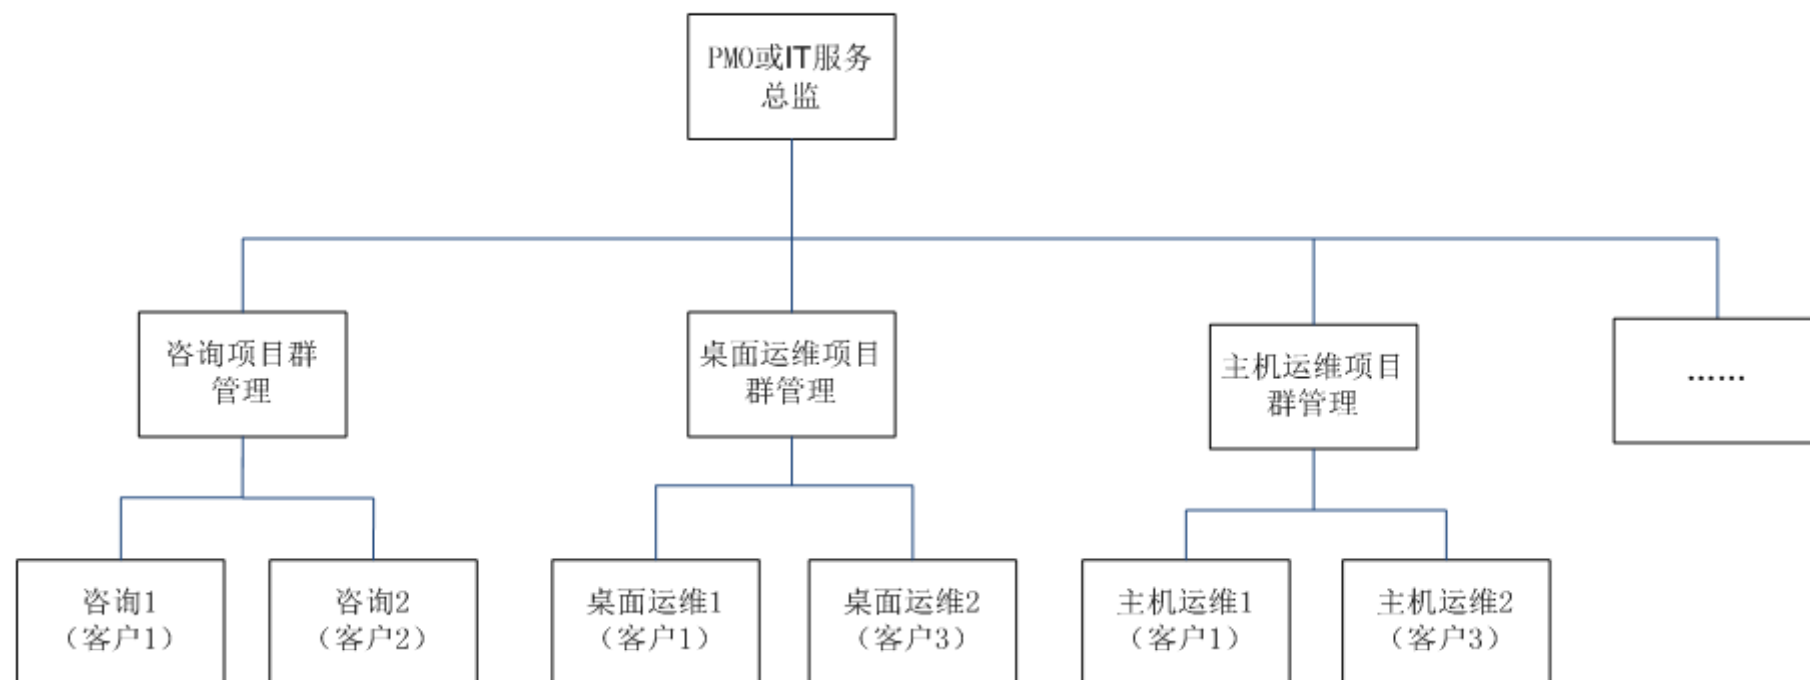 PMO或IT服务
总监
咨询项目群
管理
桌面运维项目
群管理
主机运维项目
群管理
......
咨询1
（客户1）
咨询2
（客户2）
桌面运维1
（客户1）
桌面运维2
（客户3）
主机运维1
（客户1）
主机运维2
（客户3）